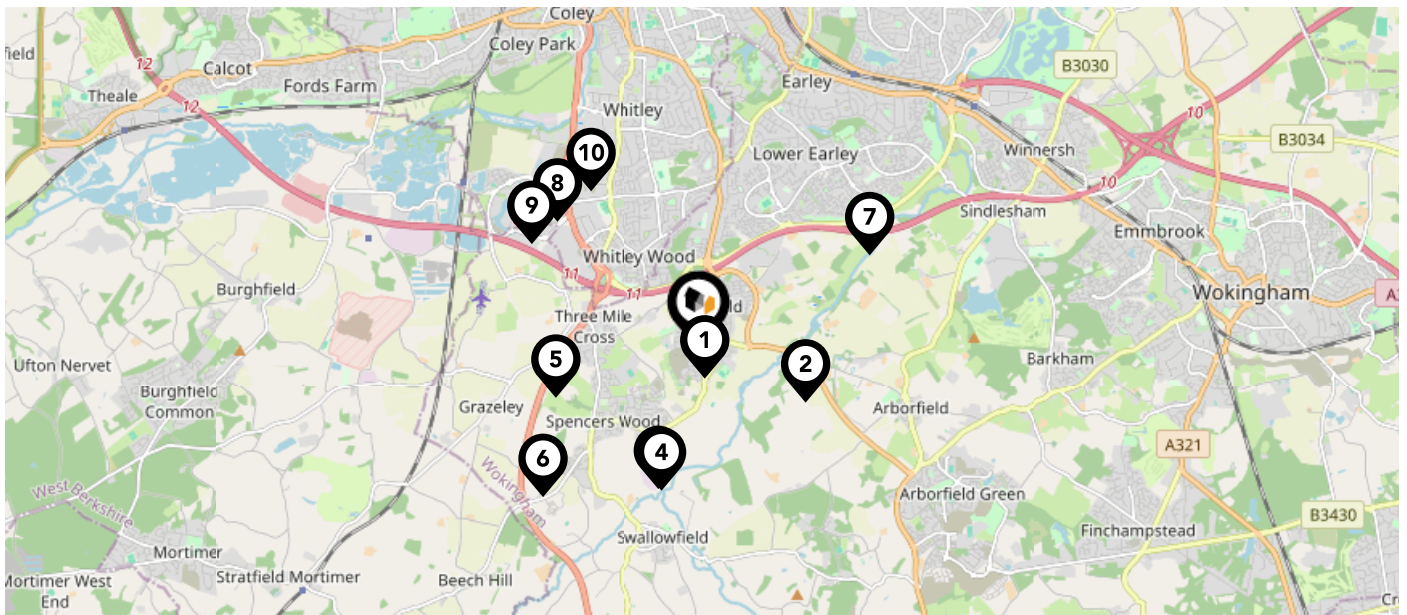 Coley
Coley Park
field
12
Calcot
Fords Farm
Theale
12
Whitley
Earley
B3030
10
B3034
Winnersh
Lower Earley
10
8
9
7
10
Sindlesham
Emmbrook
Whitley Wood
11
11
Burghfield
Wokingham
ld
Three Mile
Cross
1
5
2
Ufton Nervet
Barkham
Burghfield
Common
Grazeley
Arborfield
Spencers Wood
A321
6
4
West Berkshire
Wokingham
Arborfield Green
B3430
Finchampstead
Swallowfield
Mortimer
Stratfield Mortimer
Beech Hill
Mortimer West
End